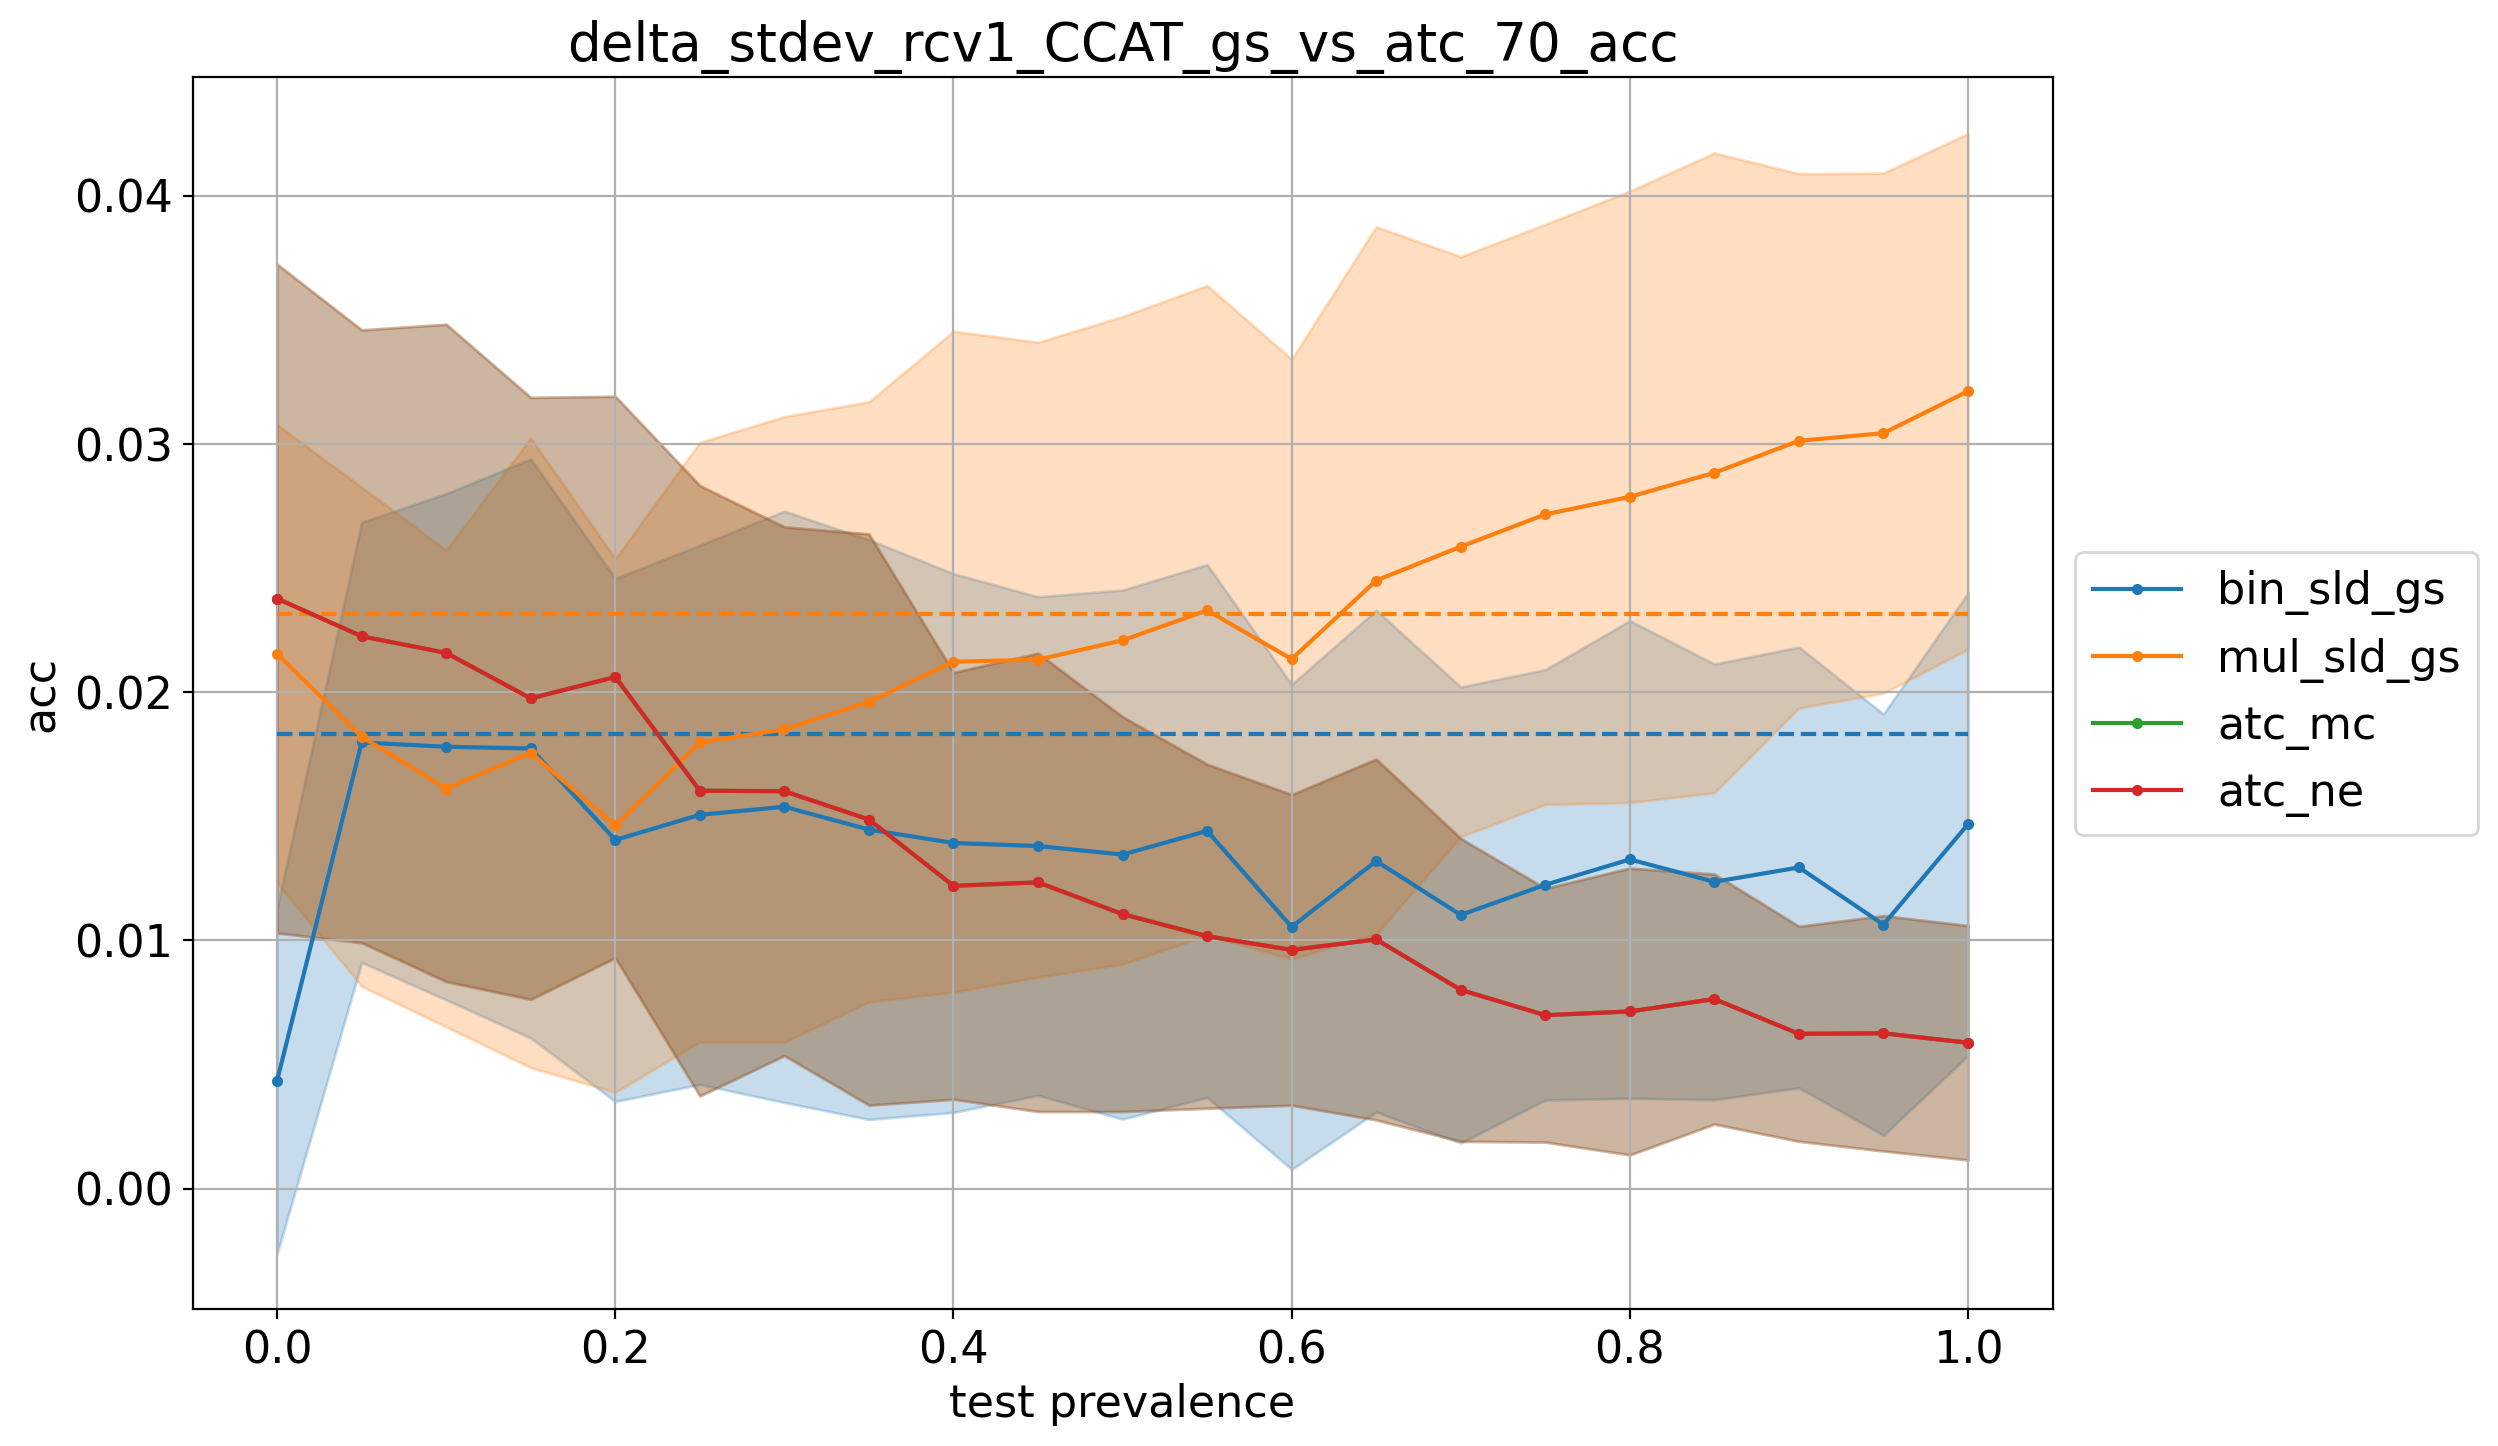 delta_stdev_rcv1_CCAT_gs_vs_atc_70_acc
0.04
0.03
0.02
0.01
0.00
acc
0.0 0.2 0.4 0.6 0.8 1.0
test prevalence
bin_sld_gs
mul_sld_gs
atc_mc
atc_ne